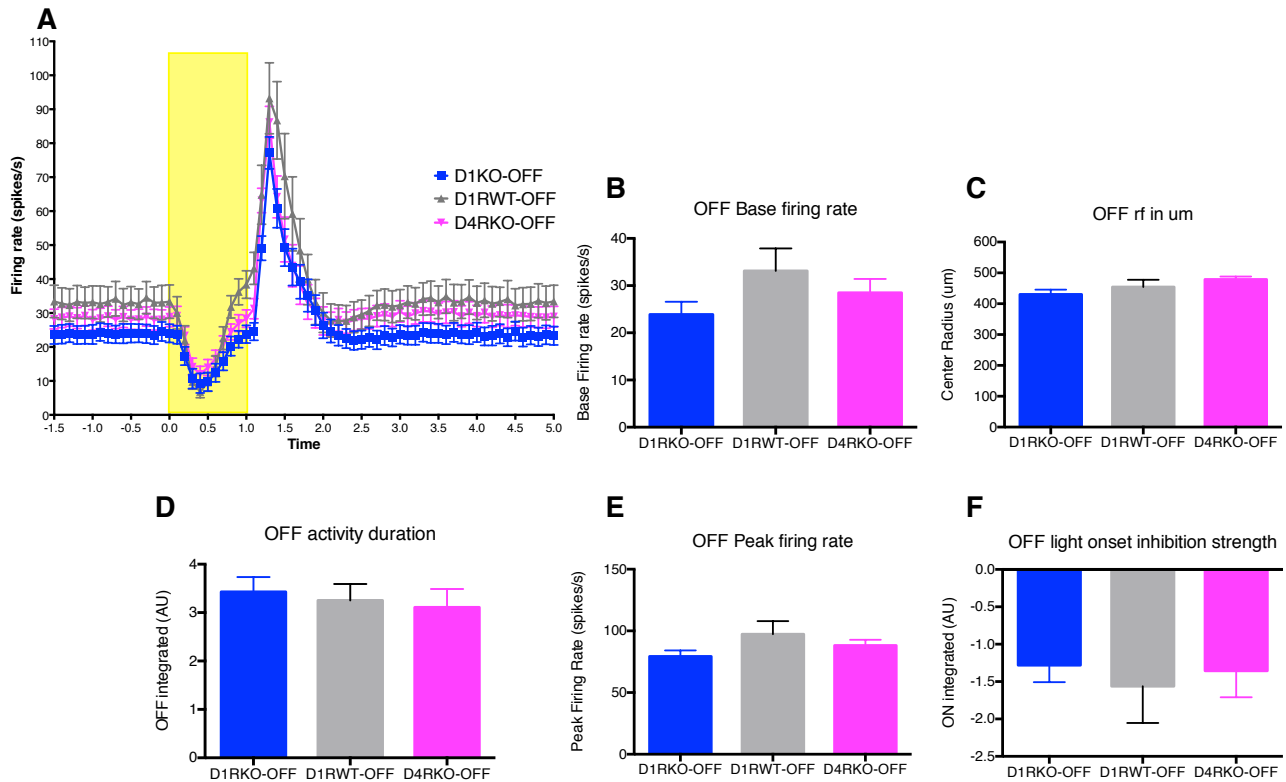 A
Firing rate (spikes/s)
110
100
90
80
70
60
50
40
30
20
10
0
-1.5 -1.0 -0.5 0.0 0.5 1.0 1.5 2.0 2.5 3.0 3.5 4.0 4.5 5.0
Time
D1KO-OFF
D1RWT-OFF
D4RKO-OFF
B
OFF Base firing rate
Base Firing rate (spikes/s)
40
30
20
10
0
D1RKO-OFF D1RWT-OFF D4RKO-OFF
C
OFF rf in um
Center Radius (um)
600
500
400
300
200
100
0
D1RKO-OFF D1RWT-OFF D4RKO-OFF
D
OFF activity duration
OFF integrated (AU)
4
3
2
1
0
D1RKO-OFF D1RWT-OFF D4RKO-OFF
E
OFF Peak firing rate
Peak Firing Rate (spikes/s)
150
100
50
0
D1RKO-OFF D1RWT-OFF D4RKO-OFF
F
OFF light onset inhibition strength
ON integrated (AU)
0.0
-0.5
-1.0
-1.5
-2.0
-2.5
D1RKO-OFF D1RWT-OFF D4RKO-OFF